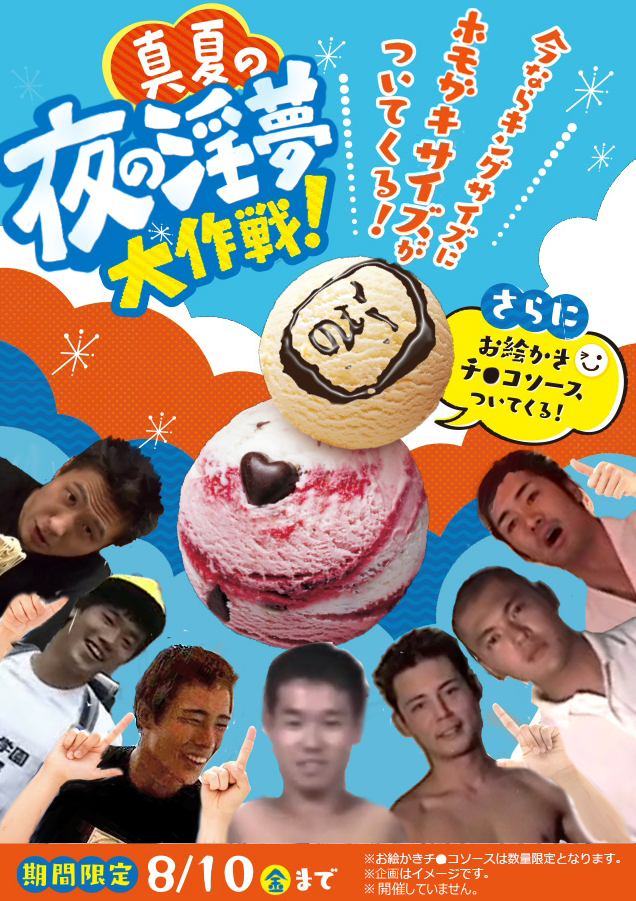 真夏の
夜の淫夢
大作戦!
今ならキングサイズに
ホモガキサイズが
ついてくる!
さらに
お絵かき
チ●コソース
ついてくる!
学園
期間限定 8/10 金 まで
※お絵かきチ●コソースは数量限定となります。
※企画はイメージです。
※ 開催していません。